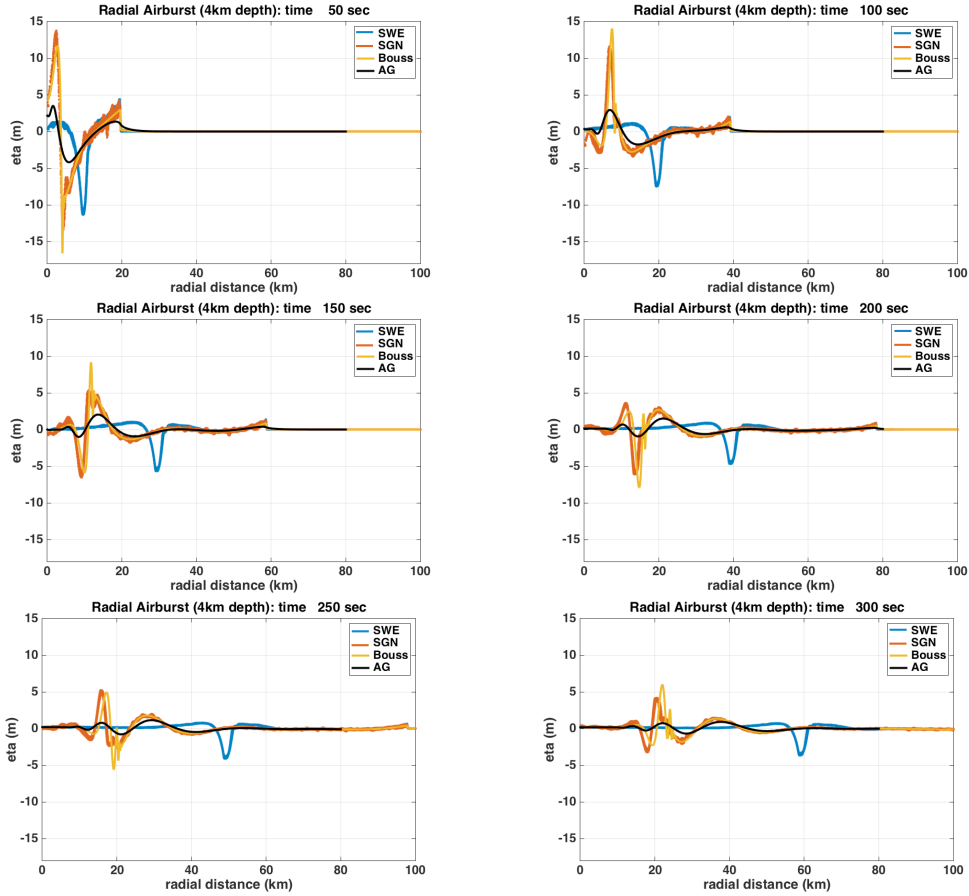 Radial Airburst (4km depth): time 50 sec
SWE
SGN
Bouss
AG
15
10
5
0
-5
-10
-15
eta (m)
0 20 40 60 80 100
radial distance (km)
Radial Airburst (4km depth): time 100 sec
SWE
SGN
Bouss
AG
15
10
5
0
-5
-10
-15
eta (m)
0 20 40 60 80 100
radial distance (km)
Radial Airburst (4km depth): time 150 sec
SWE
SGN
Bouss
AG
15
10
5
0
-5
-10
-15
eta (m)
0 20 40 60 80 100
radial distance (km)
Radial Airburst (4km depth): time 200 sec
SWE
SGN
Bouss
AG
15
10
5
0
-5
-10
-15
eta (m)
0 20 40 60 80 100
radial distance (km)
Radial Airburst (4km depth): time 250 sec
SWE
SGN
Bouss
AG
15
10
5
0
-5
-10
-15
eta (m)
0 20 40 60 80 100
radial distance (km)
Radial Airburst (4km depth): time 300 sec
SWE
SGN
Bouss
AG
15
10
5
0
-5
-10
-15
eta (m)
0 20 40 60 80 100
radial distance (km)